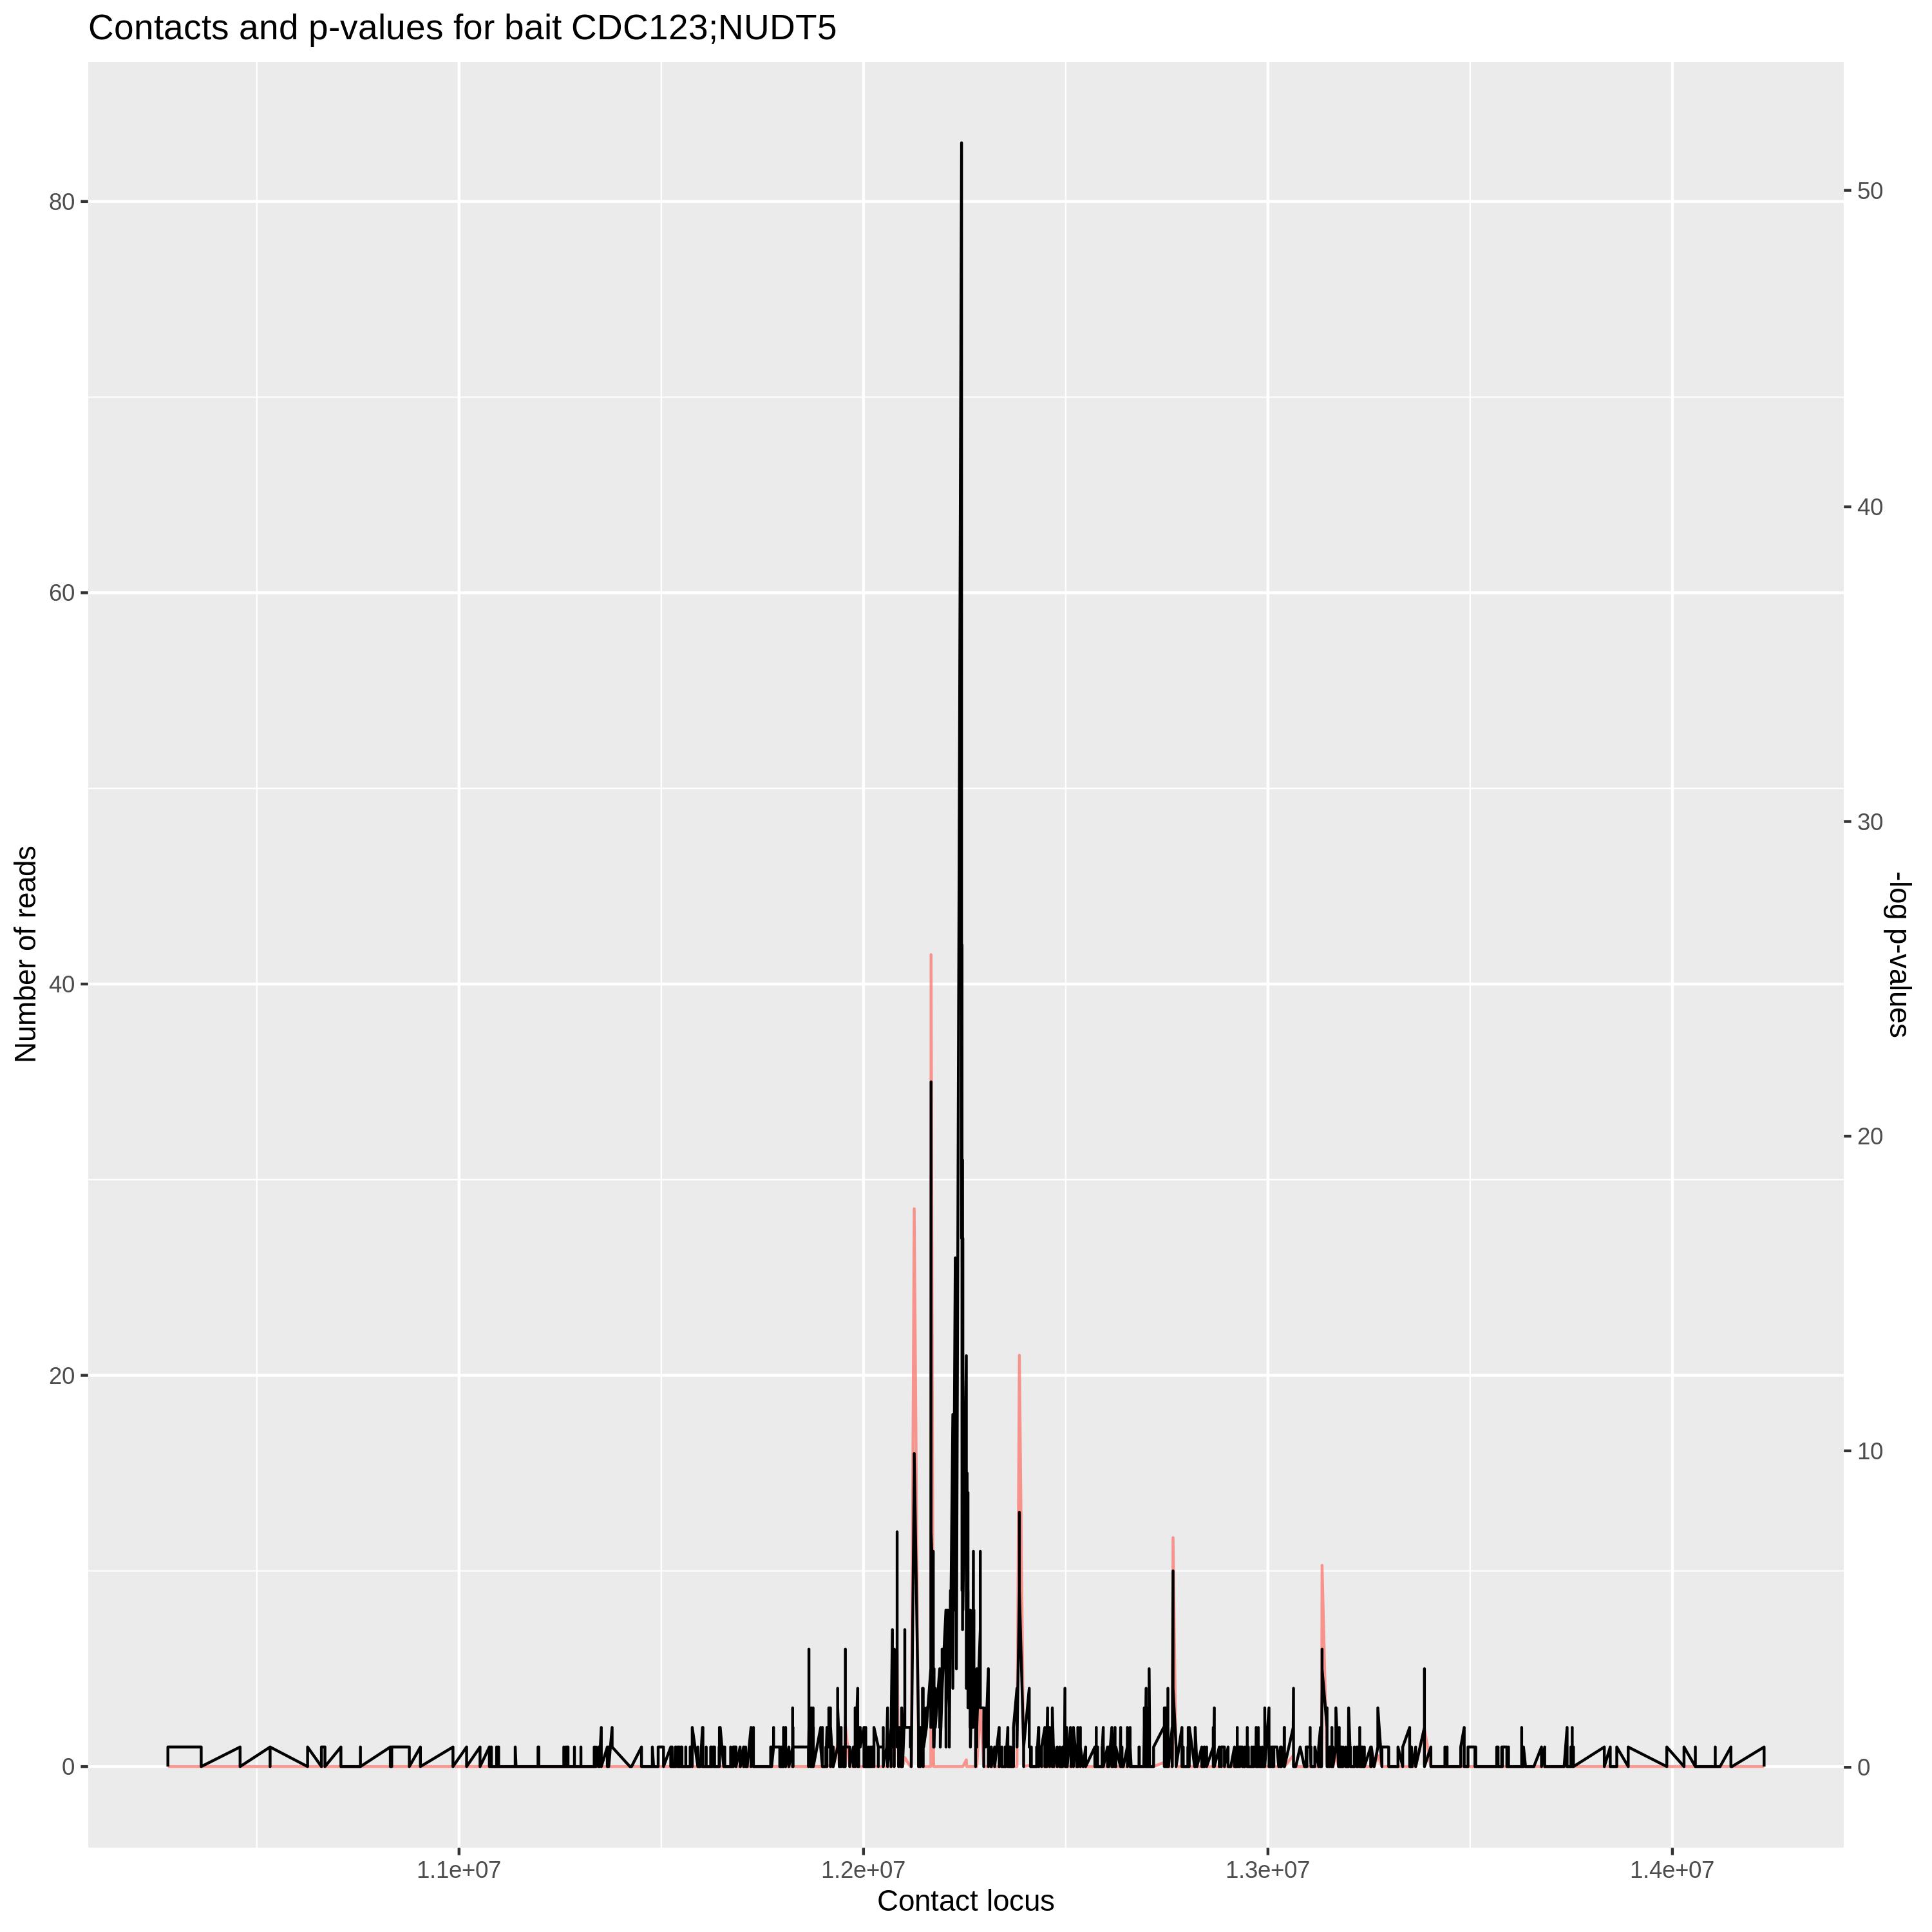 Contacts and p-values for bait CDC123;NUDT5
80
60
40
20
0
Number of reads
50
40
30
20
10
0
-log p-values
1.1e+07 1.2e+07 1.3e+07 1.4e+07
Contact locus